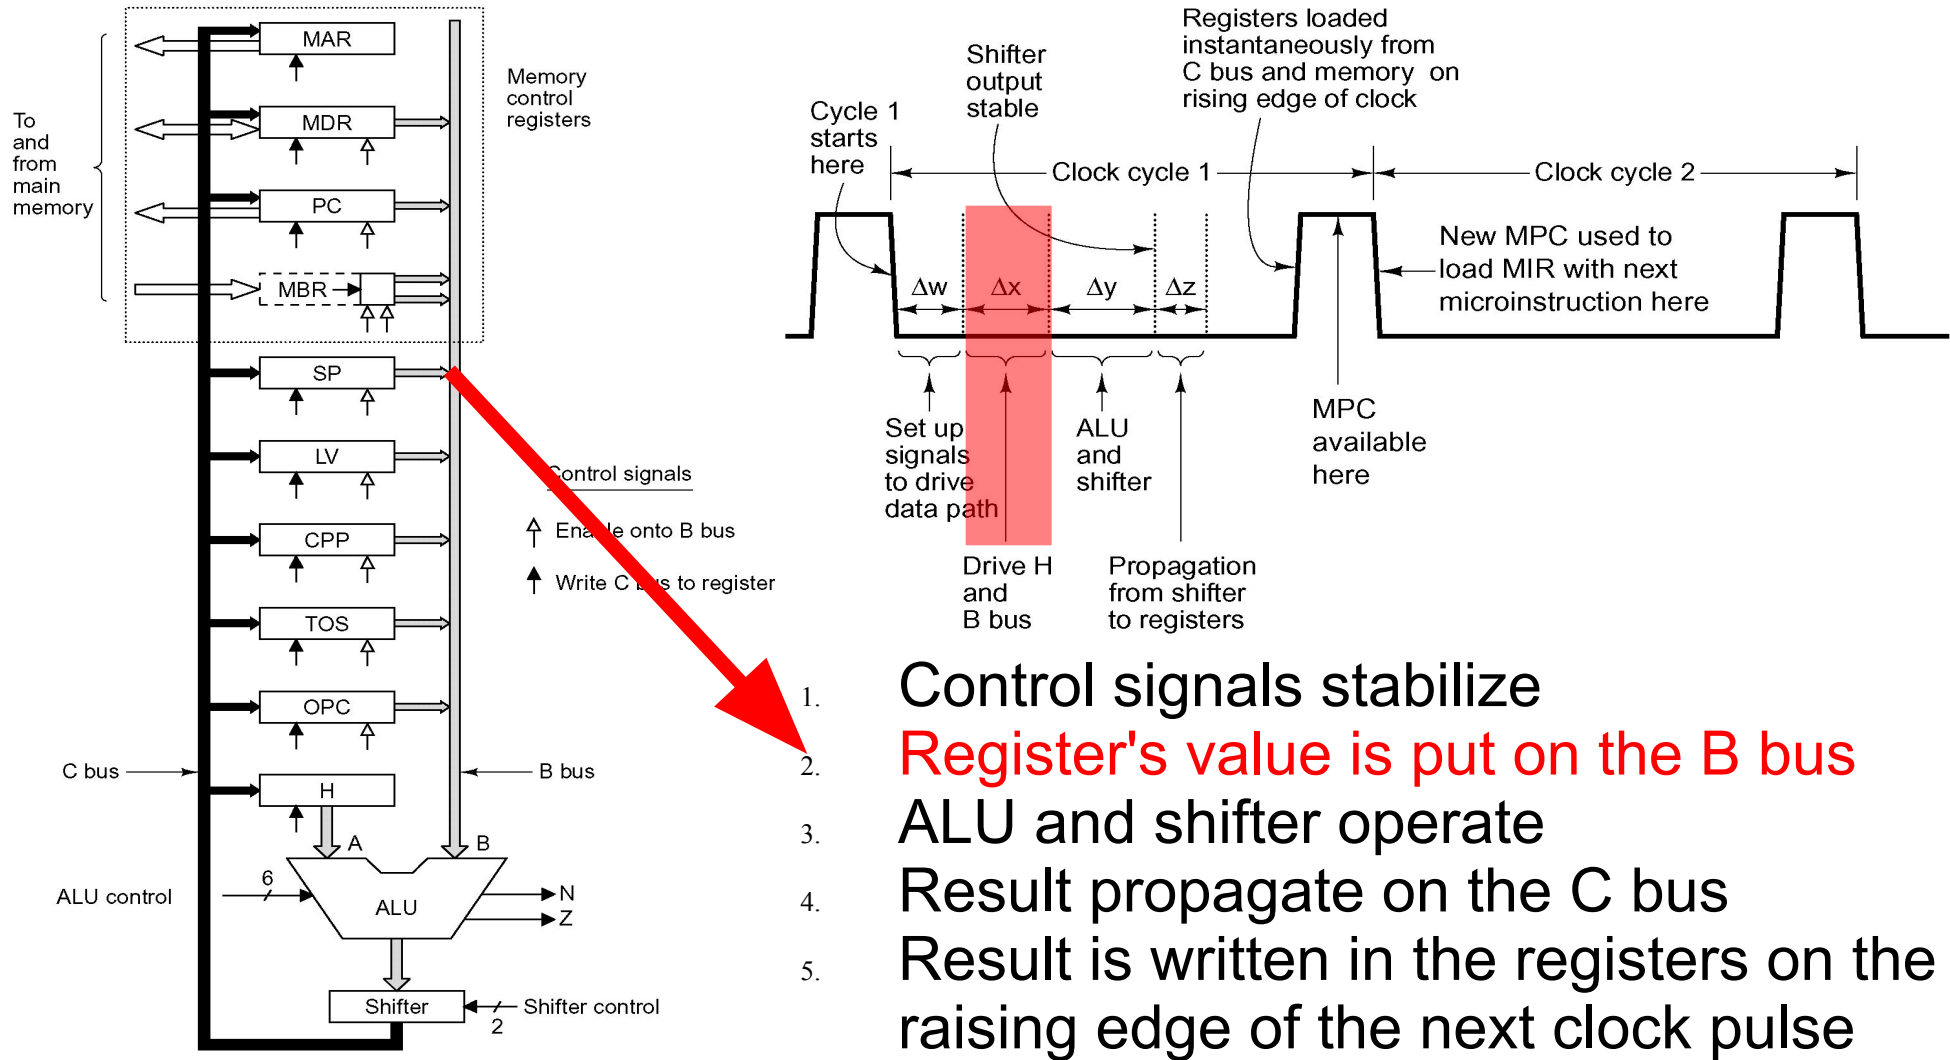 MAR
MDR
PC
MBR
SP
LV
CPP
TOS
OPC
H
To
and
from
main
memory
Memory
control
registers
Control signals
Enable onto B bus
Write C bus to register
C bus
B bus
A
B
6
ALU control
ALU
N
Z
Shifter
Shifter control
2
Cycle 1
starts
here
Shifter
output
stable
Registers loaded
instantaneously from
C bus and memory on
rising edge of clock
Clock cycle 1
Clock cycle 2
Δw
Δx
Δy
Δz
New MPC used to
load MIR with next
microinstruction here
Set up
signals
to drive
data path
ALU
and
shifter
MPC
available
here
Drive H
and
B bus
Propagation
from shifter
to registers
1. Control signals stabilize
2. Register's value is put on the B bus
3. ALU and shifter operate
4. Result propagate on the C bus
5. Result is written in the registers on the
raising edge of the next clock pulse